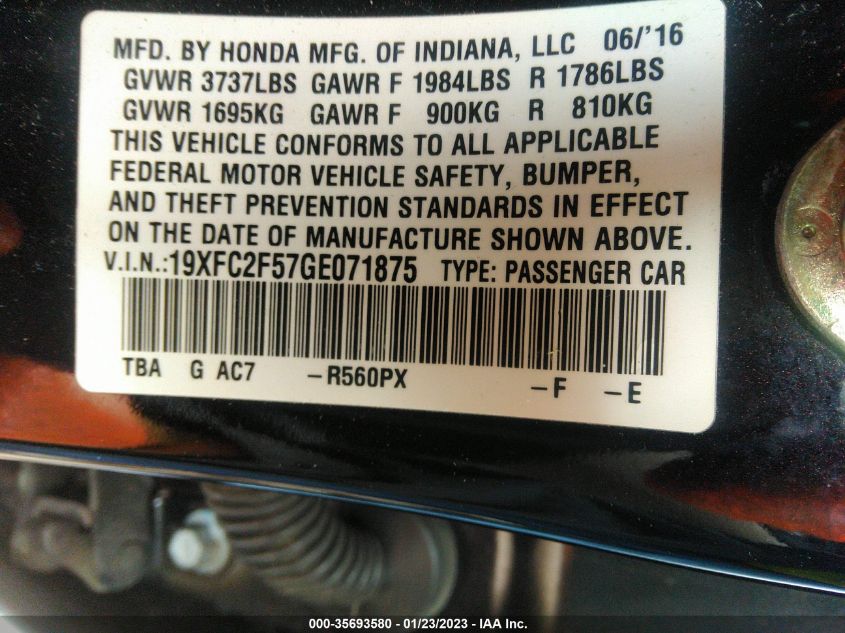 MFD. BY HONDA MFG. OF INDIANA, LLC 06/'16
GVWR 3737LBS GAWR F 1984LBS R 1786LBS
GVWR 1695KG GAWR F 900KG R 810KG
THIS VEHICLE CONFORMS TO ALL APPLICABLE
FEDERAL MOTOR VEHICLE SAFETY, BUMPER,
AND THEFT PREVENTION STANDARDS IN EFFECT
ON THE DATE OF MANUFACTURE SHOWN ABOVE.
V.I.N.:19XFC2F57GE071875 TYPE: PASSENGER CAR
TBA G AC7 –R560PX –F –E
000-35693580 / 01/23/2023 - IAA Inc.